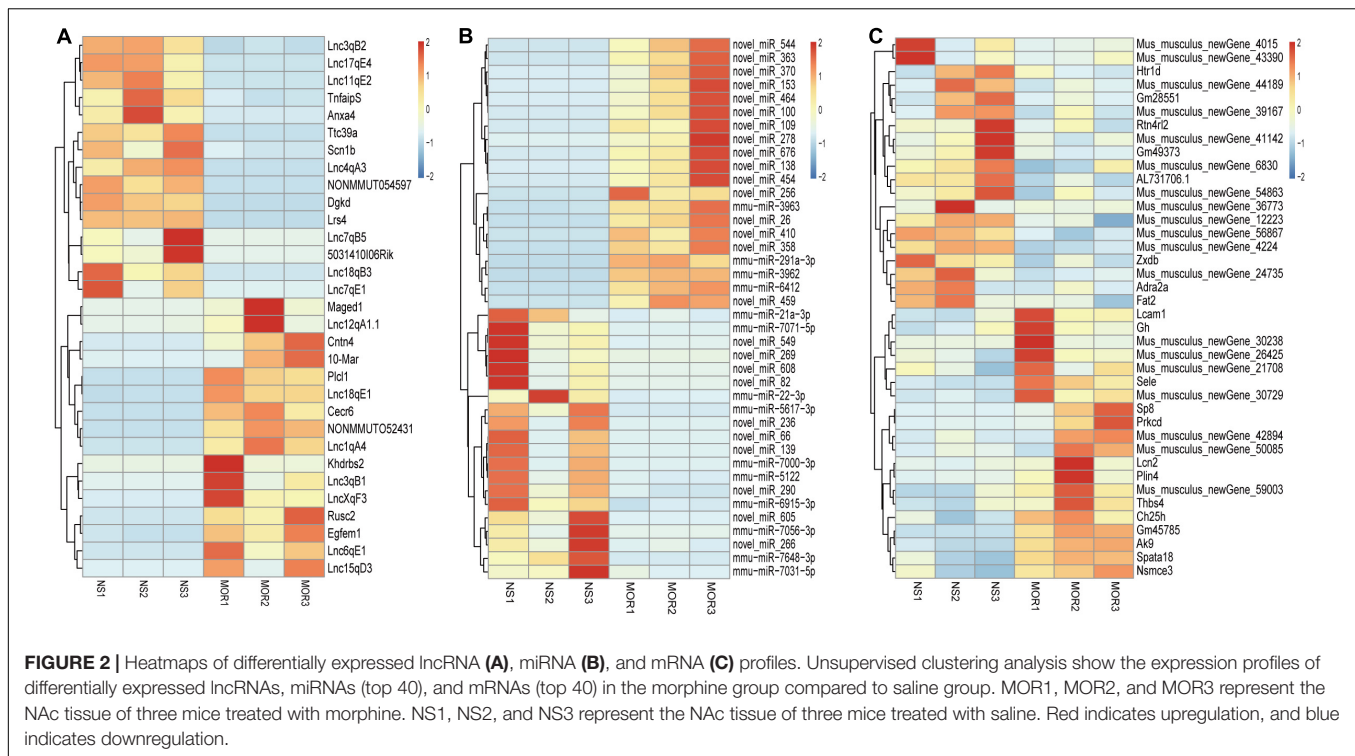 A
2
1
0
−1
−2
Lnc3qB2
Lnc17qE4
Lnc11qE2
TnfaipS
Anxa4
Ttc39a
Scn1b
Lnc4qA3
NONMMUT054597
Dgkd
Lrs4
Lnc7qB5
5031410I06Rik
Lnc18qB3
Lnc7qE1
Maged1
Lnc12qA1.1
Cntn4
10-Mar
Plcl1
Lnc18qE1
Cecr6
NONMMUTO52431
Lnc1qA4
Khdrbs2
Lnc3qB1
LncXqF3
Rusc2
Egfem1
Lnc6qE1
Lnc15qD3
NS1
NS2
NS3
MOR1
MOR2
MOR3
B
2
1
0
−1
−2
novel_miR_544
novel_miR_363
novel_miR_370
novel_miR_153
novel_miR_464
novel_miR_100
novel_miR_109
novel_miR_278
novel_miR_676
novel_miR_138
novel_miR_454
novel_miR_256
mmu-miR-3963
novel_miR_26
novel_miR_410
novel_miR_358
mmu-miR-291a-3p
mmu-miR-3962
mmu-miR-6412
novel_miR_459
mmu-miR-21a-3p
mmu-miR-7071-5p
novel_miR_549
novel_miR_269
novel_miR_608
novel_miR_82
mmu-miR-22-3p
mmu-miR-5617-3p
novel_miR_236
novel_miR_66
novel_miR_139
mmu-miR-7000-3p
mmu-miR-5122
novel_miR_290
mmu-miR-6915-3p
novel_miR_605
mmu-miR-7056-3p
novel_miR_266
mmu-miR-7648-3p
mmu-miR-7031-5p
NS1
NS2
NS3
MOR1
MOR2
MOR3
C
2
1
0
−1
−2
Mus_musculus_newGene_4015
Mus_musculus_newGene_43390
Htr1d
Mus_musculus_newGene_44189
Gm28551
Mus_musculus_newGene_39167
Rtn4rl2
Mus_musculus_newGene_41142
Gm49373
Mus_musculus_newGene_6830
AL731706.1
Mus_musculus_newGene_54863
Mus_musculus_newGene_36773
Mus_musculus_newGene_12223
Mus_musculus_newGene_56867
Mus_musculus_newGene_4224
Zxdb
Mus_musculus_newGene_24735
Adra2a
Fat2
Lcam1
Gh
Mus_musculus_newGene_30238
Mus_musculus_newGene_26425
Mus_musculus_newGene_21708
Sele
Mus_musculus_newGene_30729
Sp8
Prkcd
Mus_musculus_newGene_42894
Mus_musculus_newGene_50085
Lcn2
Plin4
Mus_musculus_newGene_59003
Thbs4
Ch25h
Gm45785
Ak9
Spata18
Nsmce3
NS1
NS2
NS3
MOR1
MOR2
MOR3
FIGURE 2 | Heatmaps of differentially expressed lncRNA (A), miRNA (B), and mRNA (C) profiles. Unsupervised clustering analysis show the expression profiles of
differentially expressed lncRNAs, miRNAs (top 40), and mRNAs (top 40) in the morphine group compared to saline group. MOR1, MOR2, and MOR3 represent the
NAc tissue of three mice treated with morphine. NS1, NS2, and NS3 represent the NAc tissue of three mice treated with saline. Red indicates upregulation, and blue
indicates downregulation.